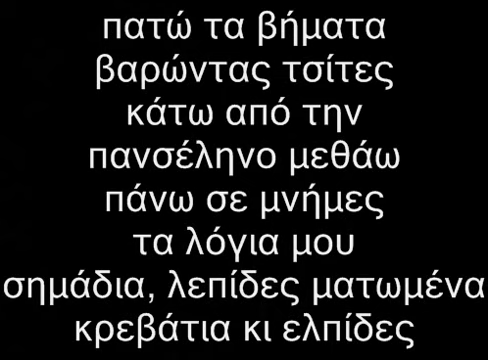 πατώ τα βήματα
βαρώντας τσίτες
κάτω από την
πανσέληνο μεθάω
πάνω σε μνήμες
τα λόγια μου
σημάδια, λεπίδες ματωμένα
κρεβάτια κι ελπίδες